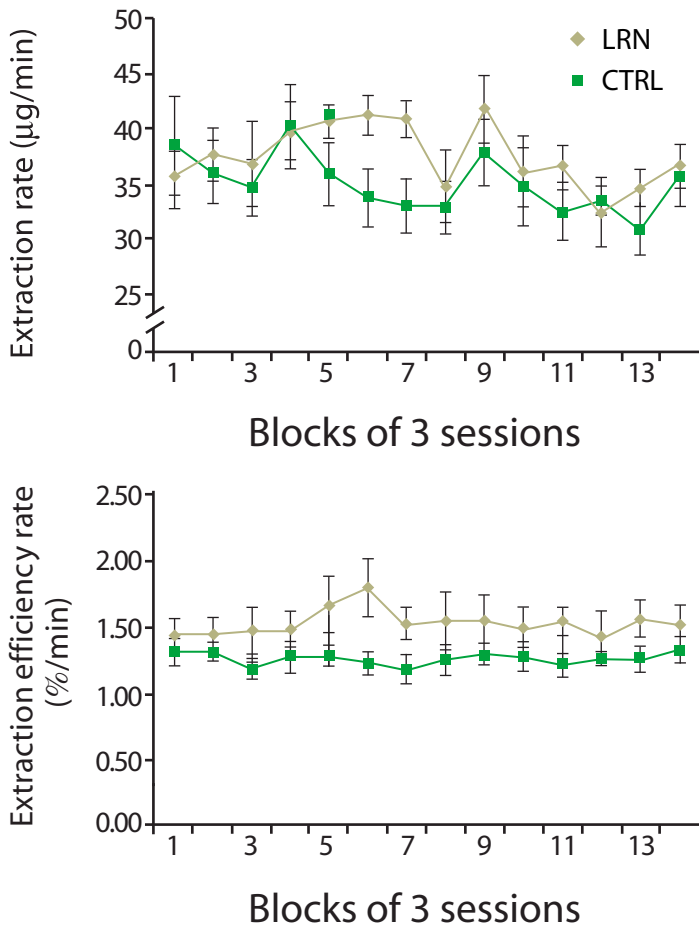 50
LRN
CTRL
45
40
35
30
25
0
Extraction rate (µg/min)
1 3 5 7 9 11 13
Blocks of 3 sessions
2.50
2.00
1.50
1.00
0.50
0.00
Extraction efficiency rate
(%/min)
1 3 5 7 9 11 13
Blocks of 3 sessions